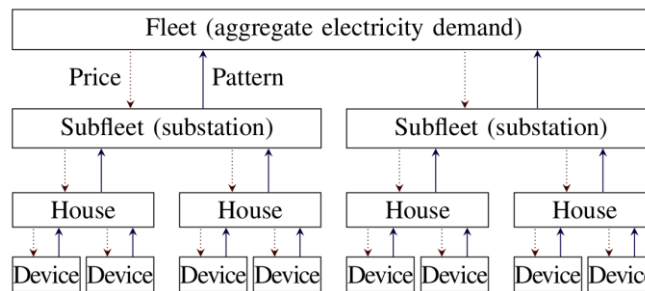 Fleet (aggregate electricity demand)
Price Pattern
Subfleet (substation) Subfleet (substation)
House House House House
Device Device Device Device Device Device Device Device